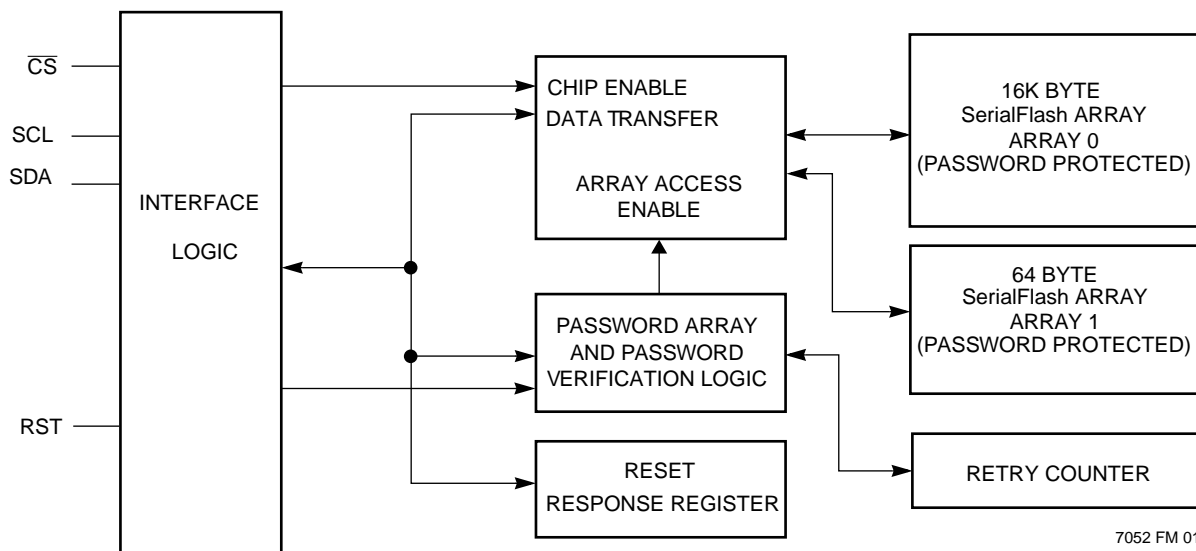 CS
SCL
SDA
RST
INTERFACE
LOGIC
CHIP ENABLE
DATA TRANSFER
ARRAY ACCESS
ENABLE
PASSWORD ARRAY
AND PASSWORD
VERIFICATION LOGIC
RESET
RESPONSE REGISTER
16K BYTE
SerialFlash ARRAY
ARRAY 0
(PASSWORD PROTECTED)
64 BYTE
SerialFlash ARRAY
ARRAY 1
(PASSWORD PROTECTED)
RETRY COUNTER
7052 FM 01